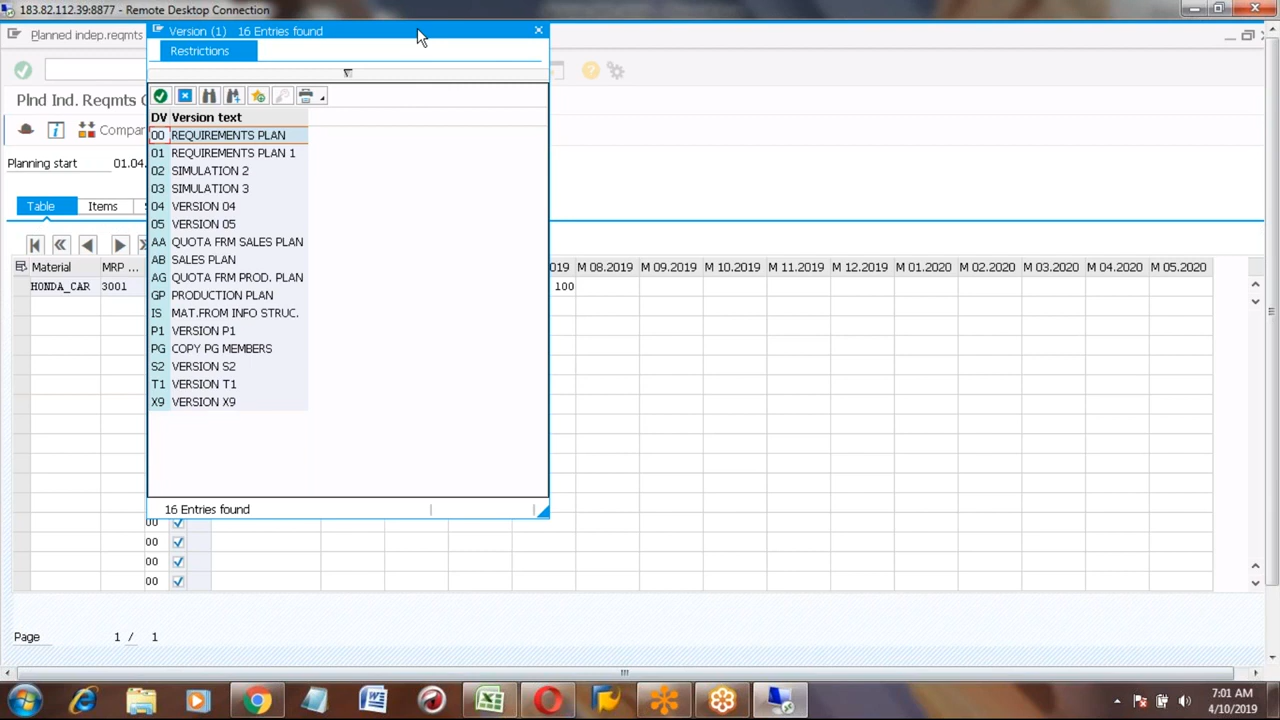 183.82.112.39:8877 - Remote Desktop Connection
Planned indep.reqmts
Version (1) 16 Entries found
Restrictions
Plnd Ind. Reqmts
Planning start 01.04.
Table Items
DV Version text
00 REQUIREMENTS PLAN
01 REQUIREMENTS PLAN 1
02 SIMULATION 2
03 SIMULATION 3
04 VERSION 04
05 VERSION 05
AA QUOTA FRM SALES PLAN
AB SALES PLAN
AG QUOTA FRM PROD. PLAN
GP PRODUCTION PLAN
IS MAT.FROM INFO STRUC.
P1 VERSION P1
PG COPY PG MEMBERS
S2 VERSION S2
T1 VERSION T1
X9 VERSION X9
16 Entries found
Material MRP ... 019 M 08.2019 M 09.2019 M 10.2019 M 11.2019 M 12.2019 M 01.2020 M 02.2020 M 03.2020 M 04.2020 M 05.2020
HONDA_CAR 3001 100
00
00
00
00
Page 1 / 1
7:01 AM
4/10/2019